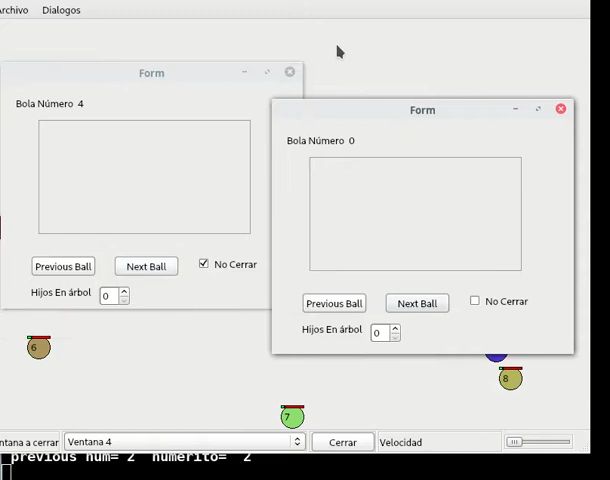 Archivo Dialogos
Form
Bola Número 4
Previous Ball Next Ball No Cerrar
Hijos En árbol 0
Form
Bola Número 0
Previous Ball Next Ball No Cerrar
Hijos En árbol 0
6
8
7
ntana a cerrar Ventana 4 Cerrar Velocidad
previous num= 2 numerito= 2